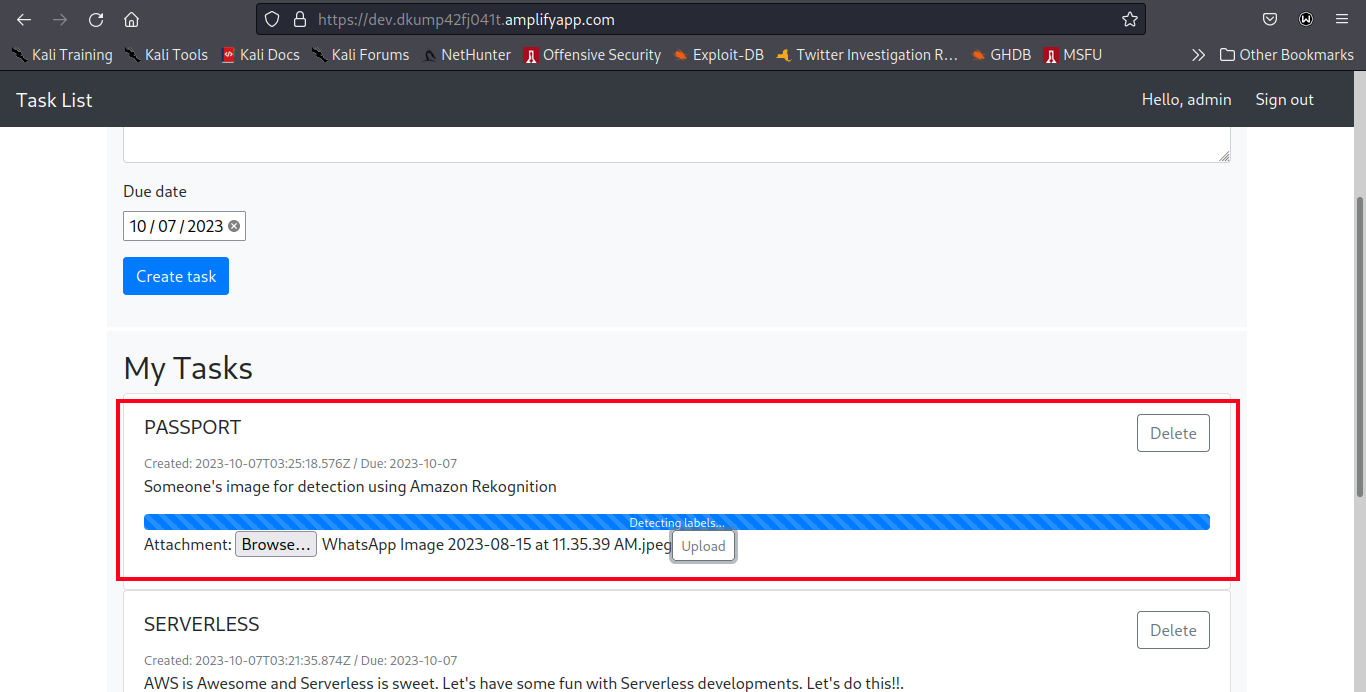 https://dev.dkump42fj041t.amplifyapp.com
Kali Training Kali Tools Kali Docs Kali Forums NetHunter Offensive Security Exploit-DB Twitter Investigation R… GHDB MSFU Other Bookmarks
Task List Hello, admin Sign out
Due date
10 / 07 / 2023
Create task
My Tasks
PASSPORT Delete
Created: 2023-10-07T03:25:18.576Z / Due: 2023-10-07
Someone's image for detection using Amazon Rekognition
Detecting labels...
Attachment: Browse... WhatsApp Image 2023-08-15 at 11.35.39 AM.jpeg Upload
SERVERLESS Delete
Created: 2023-10-07T03:21:35.874Z / Due: 2023-10-07
AWS is Awesome and Serverless is sweet. Let's have some fun with Serverless developments. Let's do this!!.